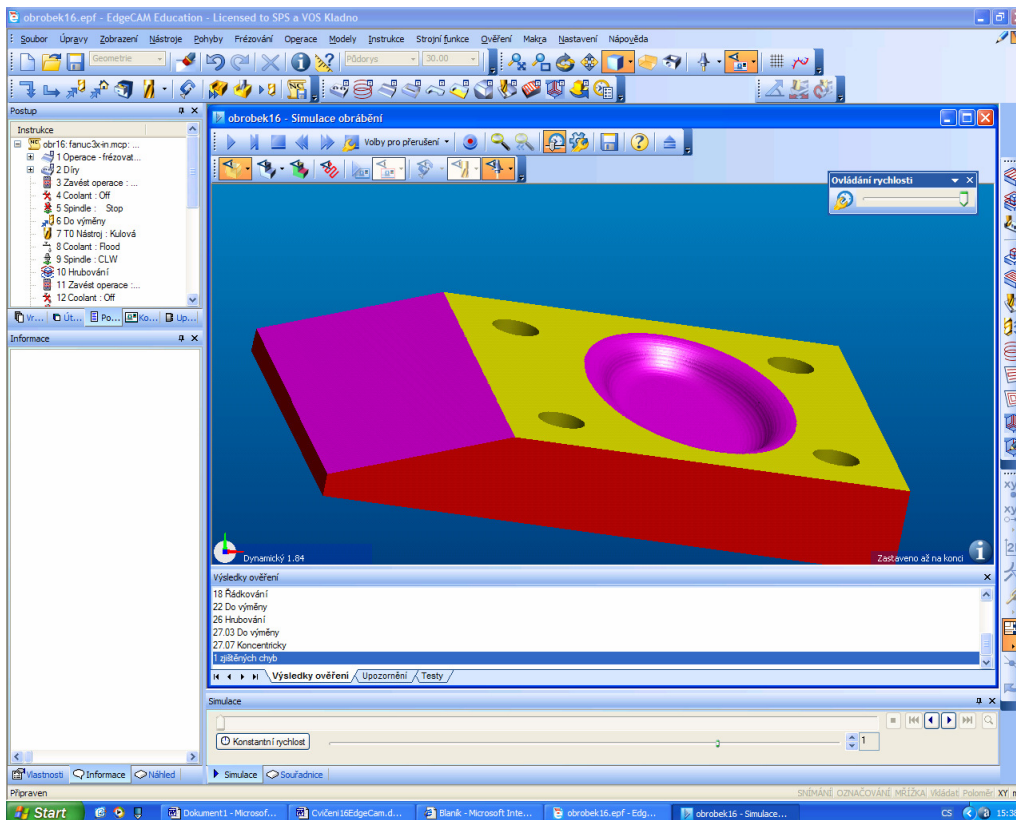 obrobek16.epf - EdgeCAM Education - Licensed to SPS a VOS Kladno
Soubor Úpravy Zobrazení Nástroje Pohyby Frézování Operace Modely Instrukce Strojní funkce Ověření Makra Nastavení Nápověda
Geometrie Půdorys 30.00
Postup
Instrukce
obr16: fanuc3x-in.mcp: ...
1 Operace - frézovat...
2 Díry
3 Zavést operace : ...
4 Coolant : Off
5 Spindle : Stop
6 Do výměny
7 T0 Nástroj : Kulová
8 Coolant : Flood
9 Spindle : CLW
10 Hrubování
11 Zavést operace :...
12 Coolant : Off
Vr... Út... Po... Ko... Up...
Informace
obrobek16 - Simulace obrábění
Volby pro přerušení
Ovládání rychlosti
Dynamický 1.84
Zastaveno až na konci
Výsledky ověření
18 Řádkování
22 Do výměny
26 Hrubování
27.03 Do výměny
27.07 Koncentricky
1 zjištěných chyb
Výsledky ověření Upozornění Testy
Simulace
Konstantní rychlost
1
Vlastnosti Informace Náhled
Simulace Souřadnice
Připraven
SNÍMÁNÍ OZNAČOVÁNÍ MŘÍŽKA Vkládat Poloměr XY
Start Dokument1 - Microsof... Cvičení16EdgeCam.d... Blaník - Microsoft Inte... obrobek16.epf - Edg... obrobek16 - Simulace... CS 15:38